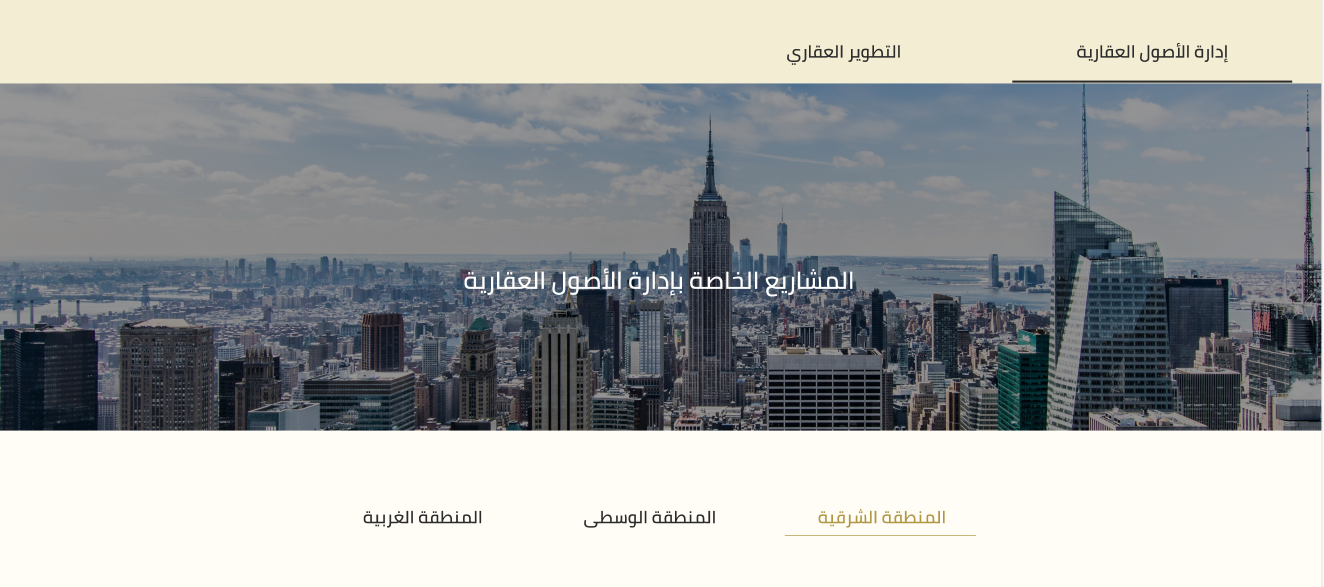 إدارة الأصول العقارية
التطوير العقاري
المشاريع الخاصة بإدارة الأصول العقارية
المنطقة الشرقية
المنطقة الوسطى
المنطقة الغربية